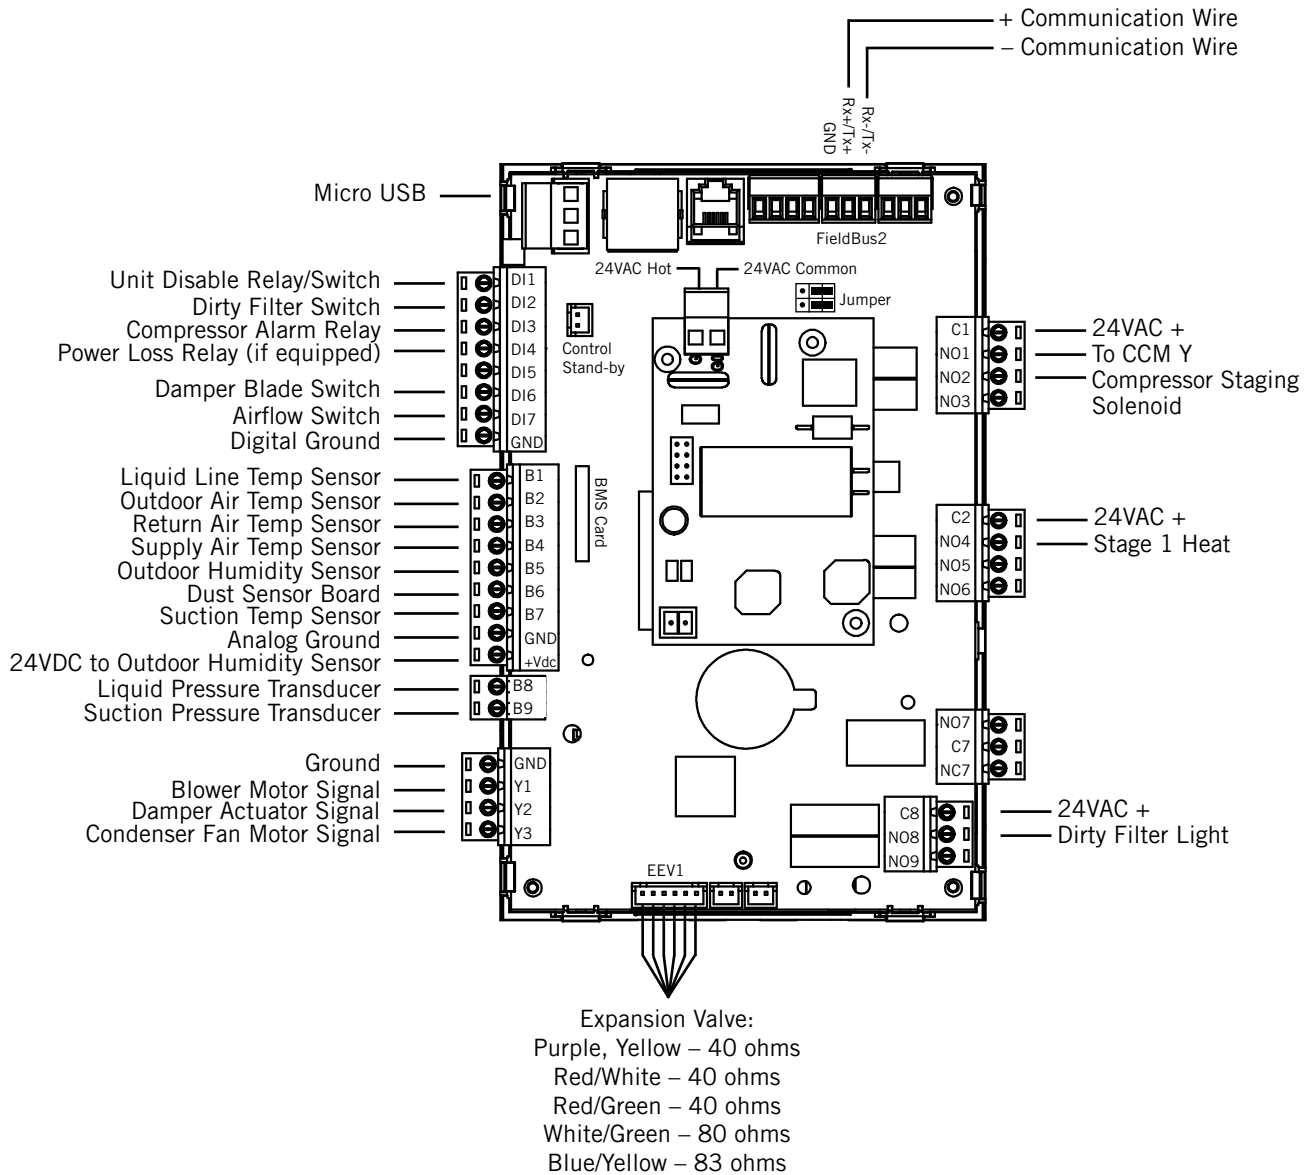 + Communication Wire
– Communication Wire
Rx-/Tx-
Rx+/Tx+
GND
Micro USB
FieldBus2
24VAC Hot
24VAC Common
Jumper
Control
Stand-by
BMS Card
Unit Disable Relay/Switch
Dirty Filter Switch
Compressor Alarm Relay
Power Loss Relay (if equipped)
Damper Blade Switch
Airflow Switch
Digital Ground
DI1
DI2
DI3
DI4
DI5
DI6
DI7
GND
Liquid Line Temp Sensor
Outdoor Air Temp Sensor
Return Air Temp Sensor
Supply Air Temp Sensor
Outdoor Humidity Sensor
Dust Sensor Board
Suction Temp Sensor
Analog Ground
24VDC to Outdoor Humidity Sensor
B1
B2
B3
B4
B5
B6
B7
GND
+Vdc
Liquid Pressure Transducer
Suction Pressure Transducer
B8
B9
Ground
Blower Motor Signal
Damper Actuator Signal
Condenser Fan Motor Signal
GND
Y1
Y2
Y3
C1
NO1
NO2
NO3
24VAC +
To CCM Y
Compressor Staging
Solenoid
C2
NO4
NO5
NO6
24VAC +
Stage 1 Heat
NO7
C7
NC7
C8
NO8
NO9
24VAC +
Dirty Filter Light
EEV1
Expansion Valve:
Purple, Yellow – 40 ohms
Red/White – 40 ohms
Red/Green – 40 ohms
White/Green – 80 ohms
Blue/Yellow – 83 ohms